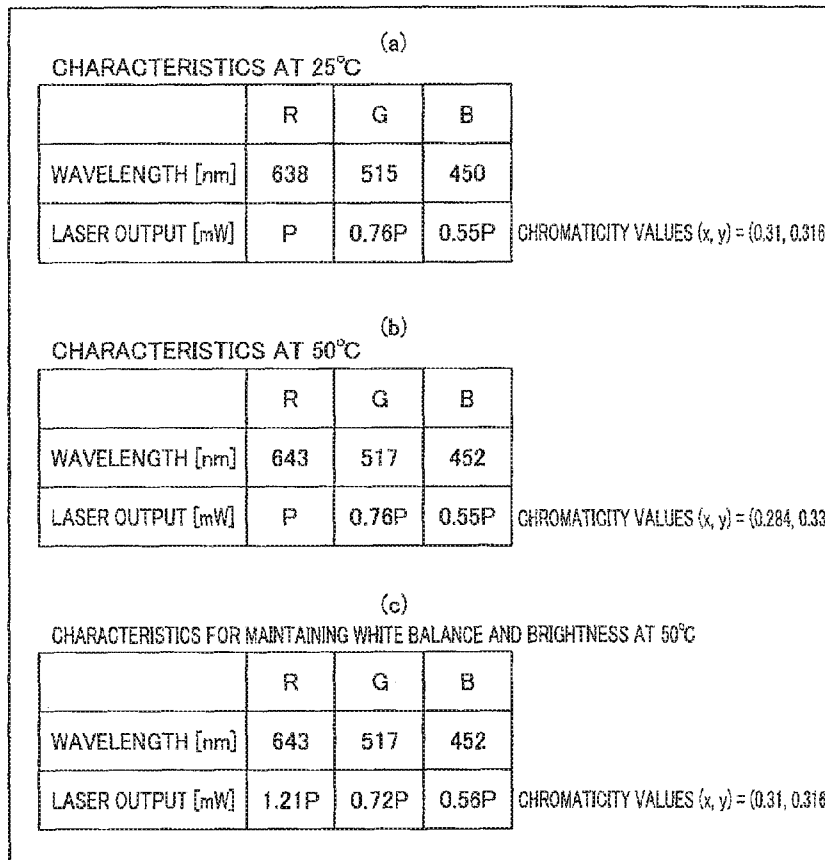 (a)
CHARACTERISTICS AT 25°C
R G B
WAVELENGTH [nm] 638 515 450
LASER OUTPUT [mW] P 0.76P 0.55P CHROMATICITY VALUES (x, y) = (0.31, 0.316
(b)
CHARACTERISTICS AT 50°C
R G B
WAVELENGTH [nm] 643 517 452
LASER OUTPUT [mW] P 0.76P 0.55P CHROMATICITY VALUES (x, y) = (0.284, 0.33
(c)
CHARACTERISTICS FOR MAINTAINING WHITE BALANCE AND BRIGHTNESS AT 50°C
R G B
WAVELENGTH [nm] 643 517 452
LASER OUTPUT [mW] 1.21P 0.72P 0.56P CHROMATICITY VALUES (x, y) = (0.31, 0.316